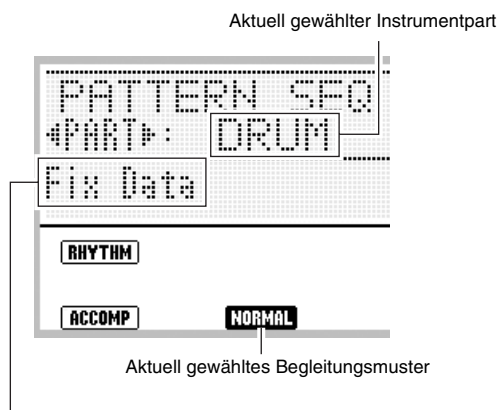 Aktuell gewählter Instrumentpart
PATTERN SEQ
◄PART►: DRUM
Fix Data
RHYTHM
ACCOMP NORMAL
Aktuell gewähltes Begleitungsmuster